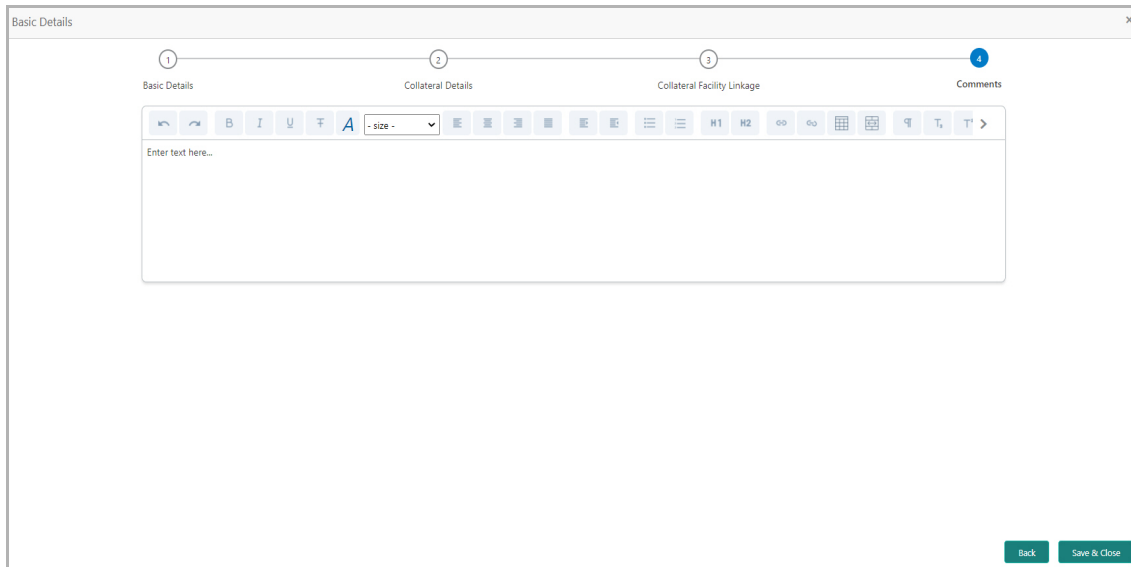 Basic Details
1 2 3 4
Basic Details Collateral Details Collateral Facility Linkage Comments
B I U T A - size - H1 H2 ¶ Tₓ
Enter text here...
Back Save & Close